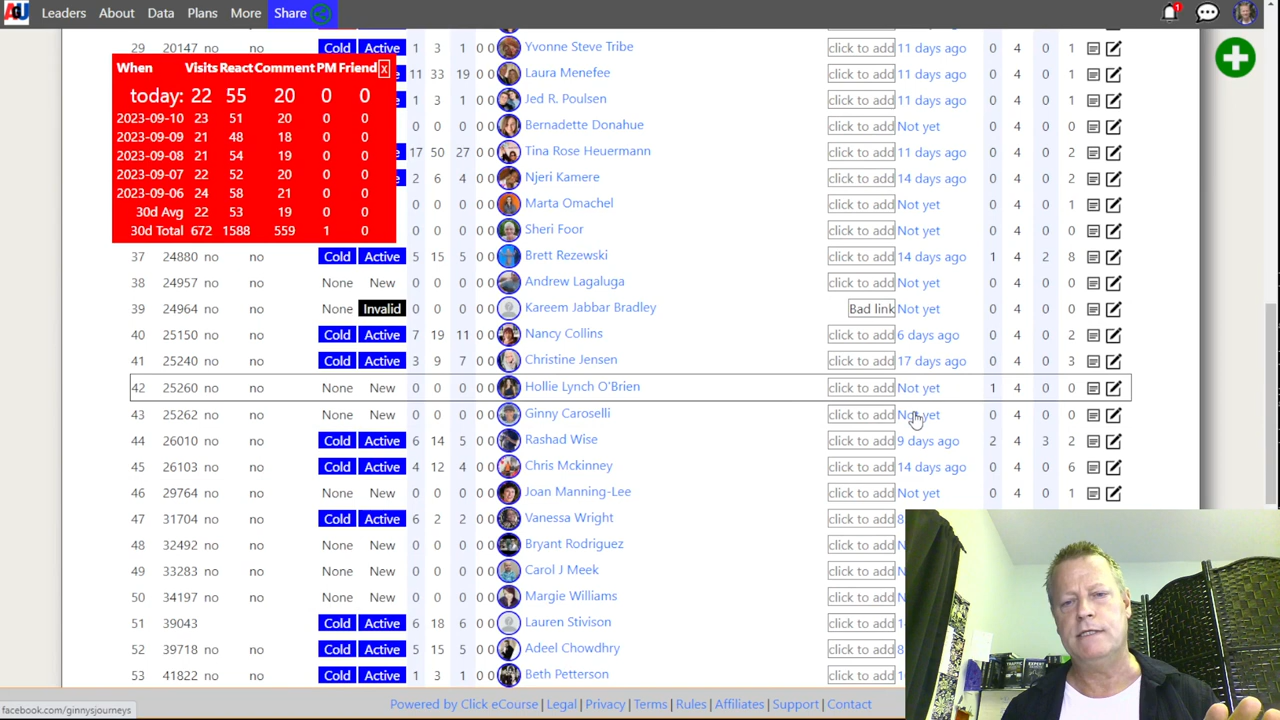 Leaders About Data Plans More Share 1
29 20147 no no Cold Active 1 3 1 0 0 Yvonne Steve Tribe click to add 11 days ago 0 4 0 1
When Visits React Comment PM Friend X
11 33 19 0 0 Laura Menefee click to add 11 days ago 0 4 0 1
today: 22 55 20 0 0
1 3 1 0 0 Jed R. Poulsen click to add 11 days ago 0 4 0 1
2023-09-10 23 51 20 0 0
0 0 0 0 0 Bernadette Donahue click to add Not yet 0 4 0 0
2023-09-09 21 48 18 0 0
2023-09-08 21 54 19 0 0
17 50 27 0 0 Tina Rose Heuermann click to add 11 days ago 0 4 0 2
2023-09-07 22 52 20 0 0
2 6 4 0 0 Njeri Kamere click to add 14 days ago 0 4 0 2
2023-09-06 24 58 21 0 0
0 0 0 0 0 Marta Omachel click to add Not yet 0 4 0 1
30d Avg 22 53 19 0 0
30d Total 672 1588 559 1 0
0 0 0 0 0 Sheri Foor click to add Not yet 0 4 0 0
37 24880 no no Cold Active 5 15 5 0 0 Brett Rezewski click to add 14 days ago 1 4 2 8
38 24957 no no None New 0 0 0 0 0 Andrew Lagaluga click to add Not yet 0 4 0 0
39 24964 no no None Invalid 0 0 0 0 0 Kareem Jabbar Bradley Bad link Not yet 0 4 0 0
40 25150 no no Cold Active 7 19 11 0 0 Nancy Collins click to add 6 days ago 0 4 0 2
41 25240 no no Cold Active 3 9 7 0 0 Christine Jensen click to add 17 days ago 0 4 0 3
42 25260 no no None New 0 0 0 0 0 Hollie Lynch O'Brien click to add Not yet 1 4 0 0
43 25262 no no None New 0 0 0 0 0 Ginny Caroselli click to add Not yet 0 4 0 0
44 26010 no no Cold Active 6 14 5 0 0 Rashad Wise click to add 9 days ago 2 4 3 2
45 26103 no no Cold Active 4 12 4 0 0 Chris Mckinney click to add 14 days ago 0 4 0 6
46 29764 no no None New 0 0 0 0 0 Joan Manning-Lee click to add Not yet 0 4 0 1
47 31704 no no Cold Active 6 2 2 0 0 Vanessa Wright click to add 8
48 32492 no no None New 0 0 0 0 0 Bryant Rodriguez click to add
49 33283 no no None New 0 0 0 0 0 Carol J Meek click to add
50 34197 no no None New 0 0 0 0 0 Margie Williams click to add
51 39043 no Cold Active 6 18 6 0 0 Lauren Stivison click to add
52 39718 no no Cold Active 5 15 5 0 0 Adeel Chowdhry click to add 8
53 41822 no no Cold Active 1 3 1 0 0 Beth Petterson click to add
Powered by Click eCourse | Legal | Privacy | Terms | Rules | Affiliates | Support | Contact
facebook.com/ginnysjourneys